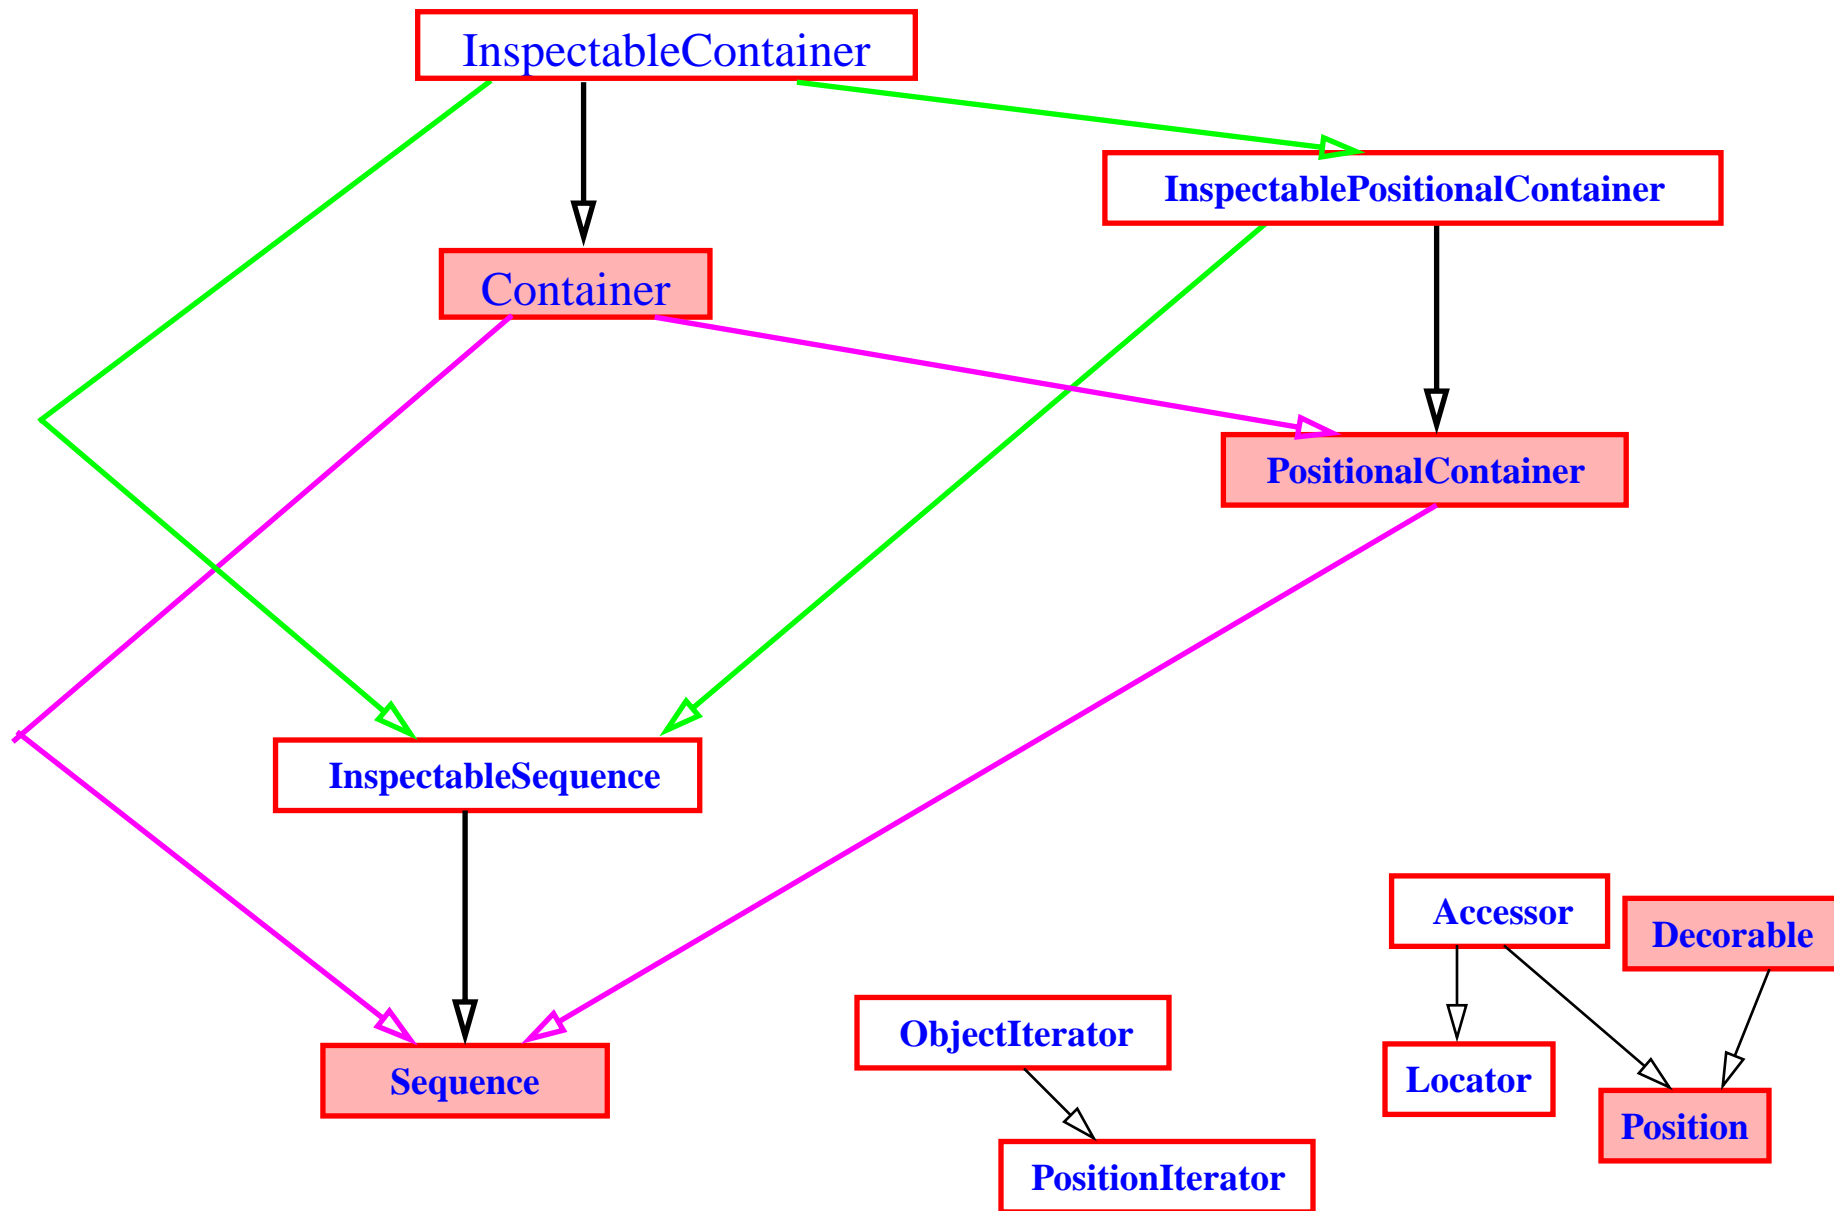 InspectableContainer
InspectablePositionalContainer
Container
PositionalContainer
InspectableSequence
Accessor
Decorable
ObjectIterator
Locator
Sequence
Position
PositionIterator